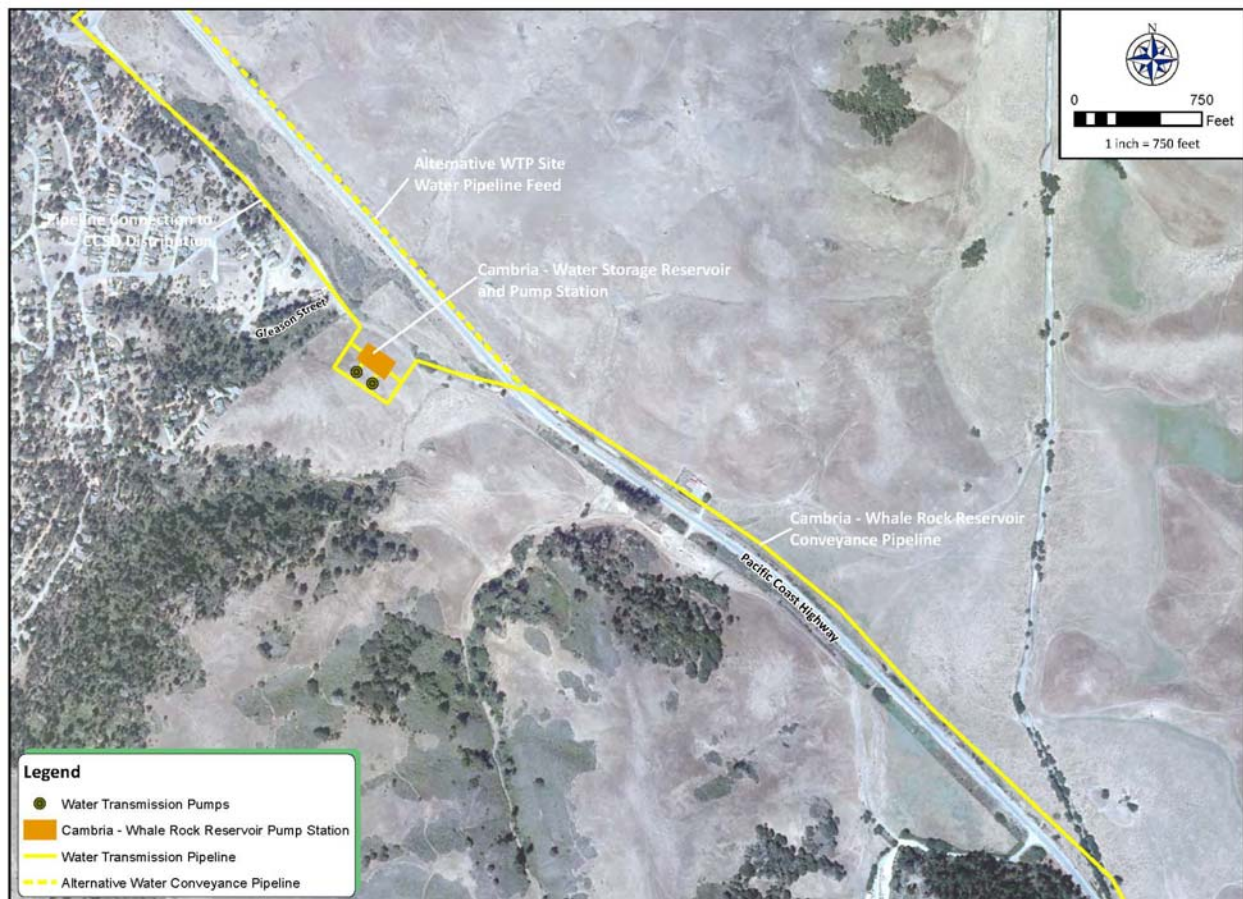 N
0 750
Feet
1 inch = 750 feet
Alternative WTP Site
Water Pipeline Feed
Pipeline Connection to
CCSD Distribution
Cambria - Water Storage Reservoir
and Pump Station
Gleason Street
Cambria - Whale Rock Reservoir
Conveyance Pipeline
Pacific Coast Highway
Legend
Water Transmission Pumps
Cambria - Whale Rock Reservoir Pump Station
Water Transmission Pipeline
Alternative Water Conveyance Pipeline